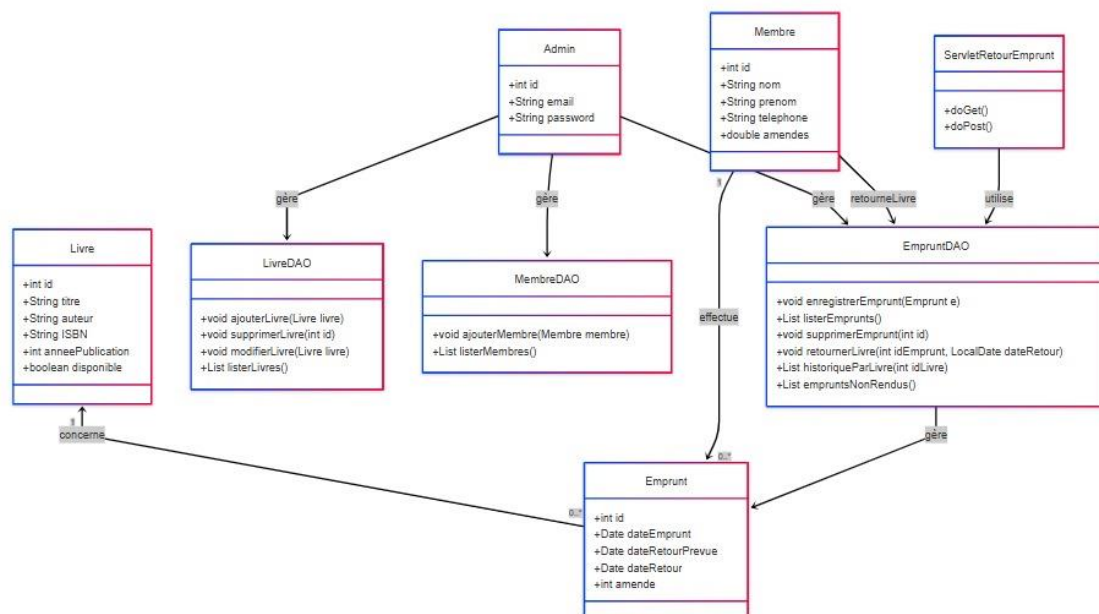 Admin
+int id
+String email
+String password
Membre
+int id
+String nom
+String prenom
+String telephone
+double amendes
ServletRetourEmprunt
+doGet()
+doPost()
gère
gère
1
gère
retourneLivre
utilise
Livre
+int id
+String titre
+String auteur
+String ISBN
+int anneePublication
+boolean disponible
LivreDAO
+void ajouterLivre(Livre livre)
+void supprimerLivre(int id)
+void modifierLivre(Livre livre)
+List listerLivres()
MembreDAO
+void ajouterMembre(Membre membre)
+List listerMembres()
EmpruntDAO
+void enregistrerEmprunt(Emprunt e)
+List listerEmprunts()
+void supprimerEmprunt(int id)
+void retournerLivre(int idEmprunt, LocalDate dateRetour)
+List historiqueParLivre(int idLivre)
+List empruntsNonRendus()
effectue
1
concerne
gère
0..*
0..*
Emprunt
+int id
+Date dateEmprunt
+Date dateRetourPrevue
+Date dateRetour
+int amende